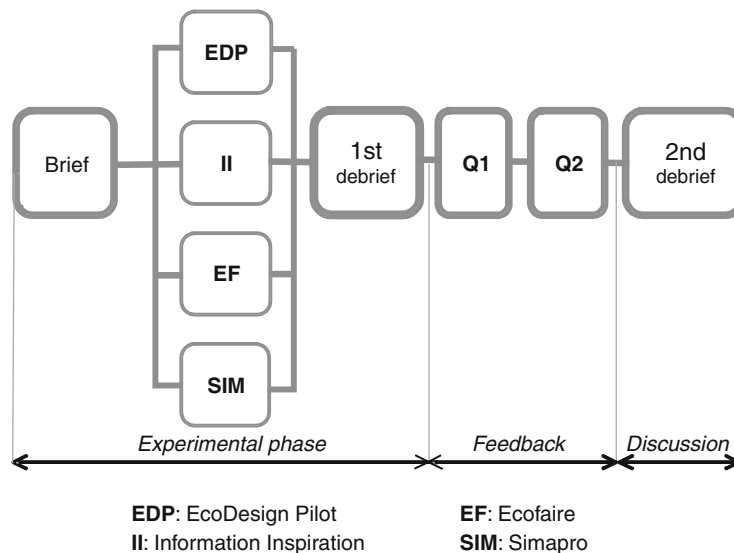 EDP
Brief
II
1st
debrief
Q1
Q2
2nd
debrief
EF
SIM
Experimental phase
Feedback
Discussion
EDP: EcoDesign Pilot
EF: Ecofaire
II: Information Inspiration
SIM: Simapro